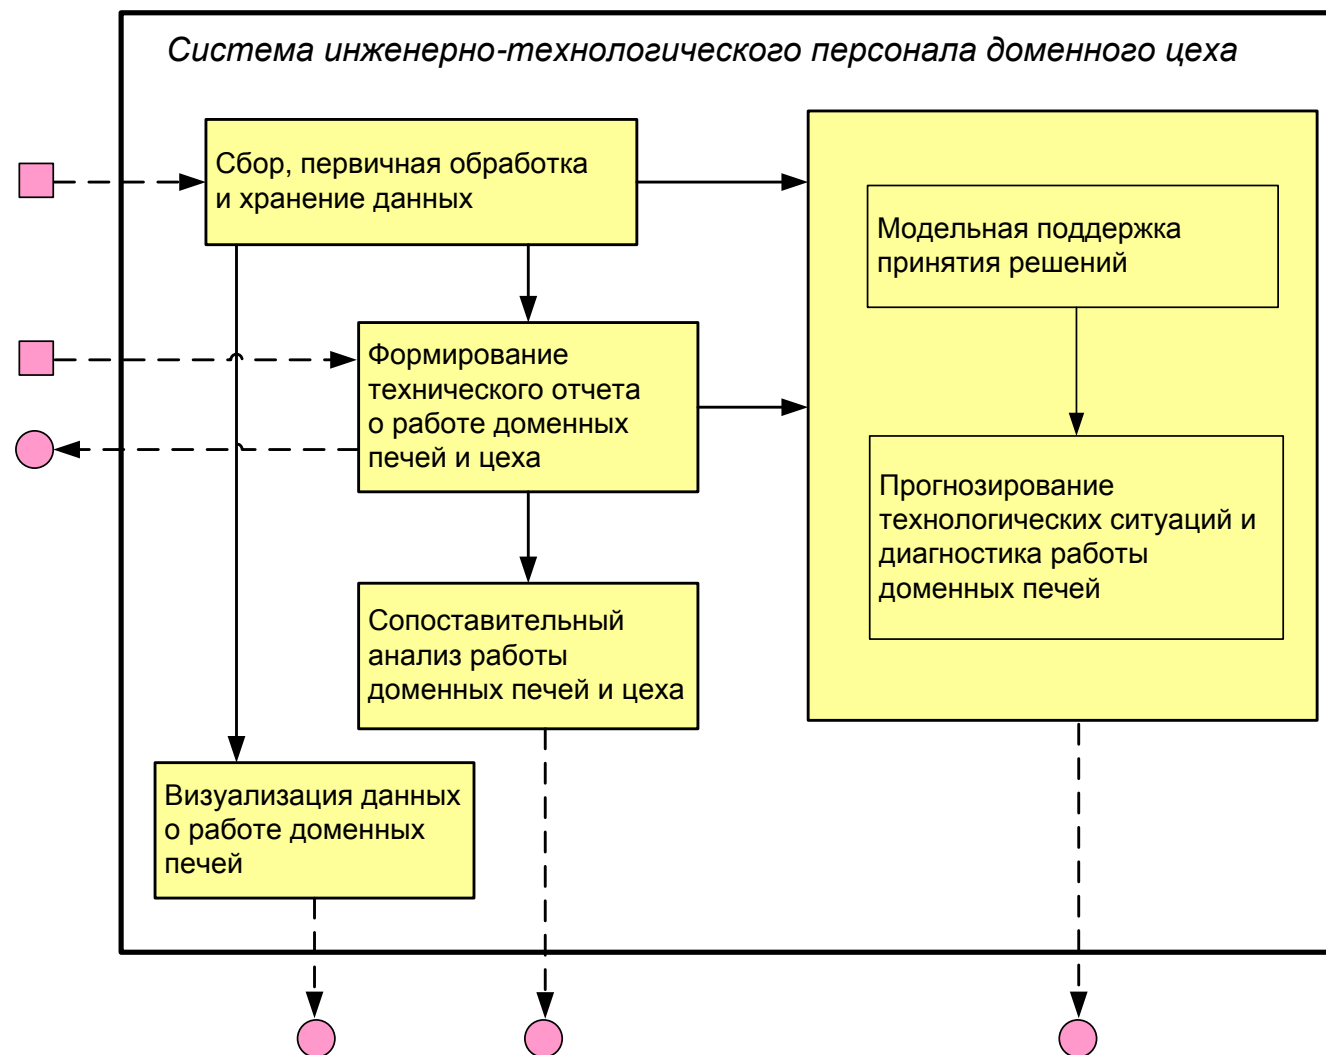 Система инженерно-технологического персонала доменного цеха
Сбор, первичная обработка
и хранение данных
Модельная поддержка
принятия решений
Формирование
технического отчета
о работе доменных
печей и цеха
Прогнозирование
технологических ситуаций и
диагностика работы
доменных печей
Сопоставительный
анализ работы
доменных печей и цеха
Визуализация данных
о работе доменных
печей